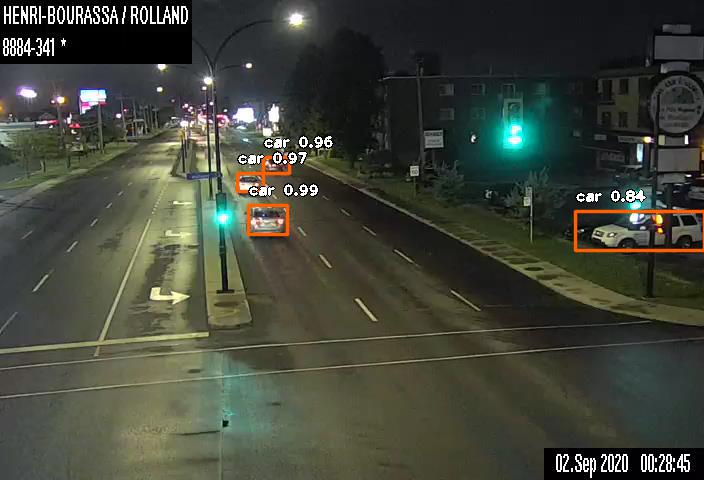 HENRI-BOURASSA / ROLLAND
8884-341 *
car 0.96
car 0.97
car 0.99
car 0.84
02.Sep 2020 00:28:45